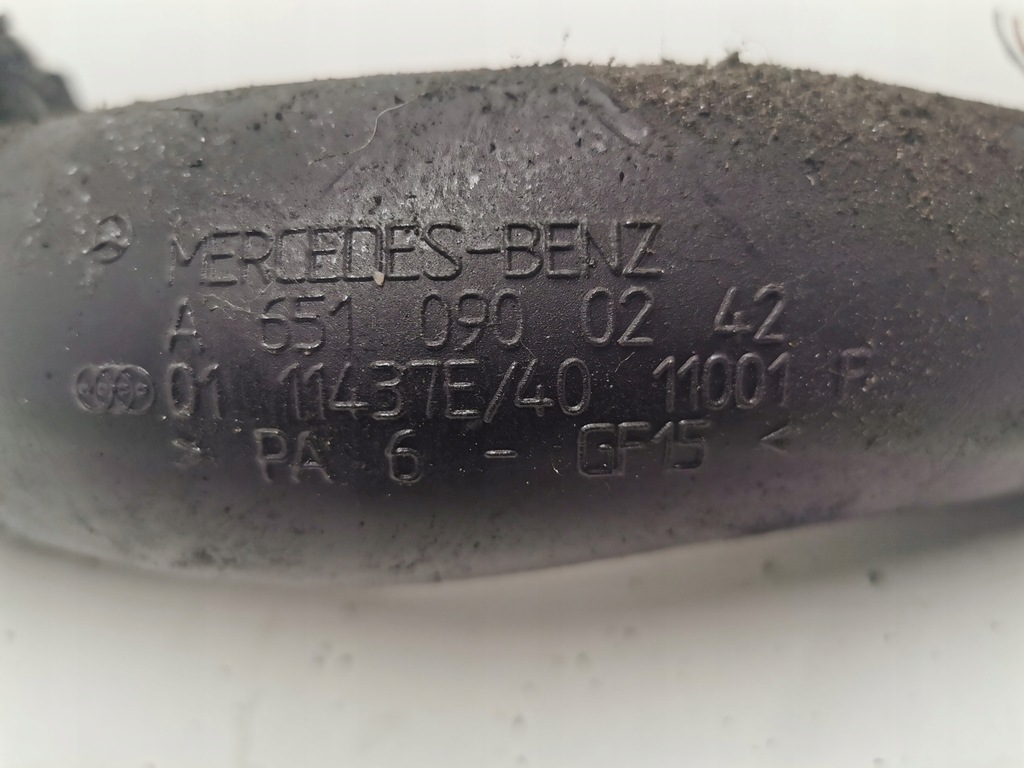 MERCEDES-BENZ
A 651 090 02 42
01 11437E/40 11001 F
> PA 6 - GF15 <